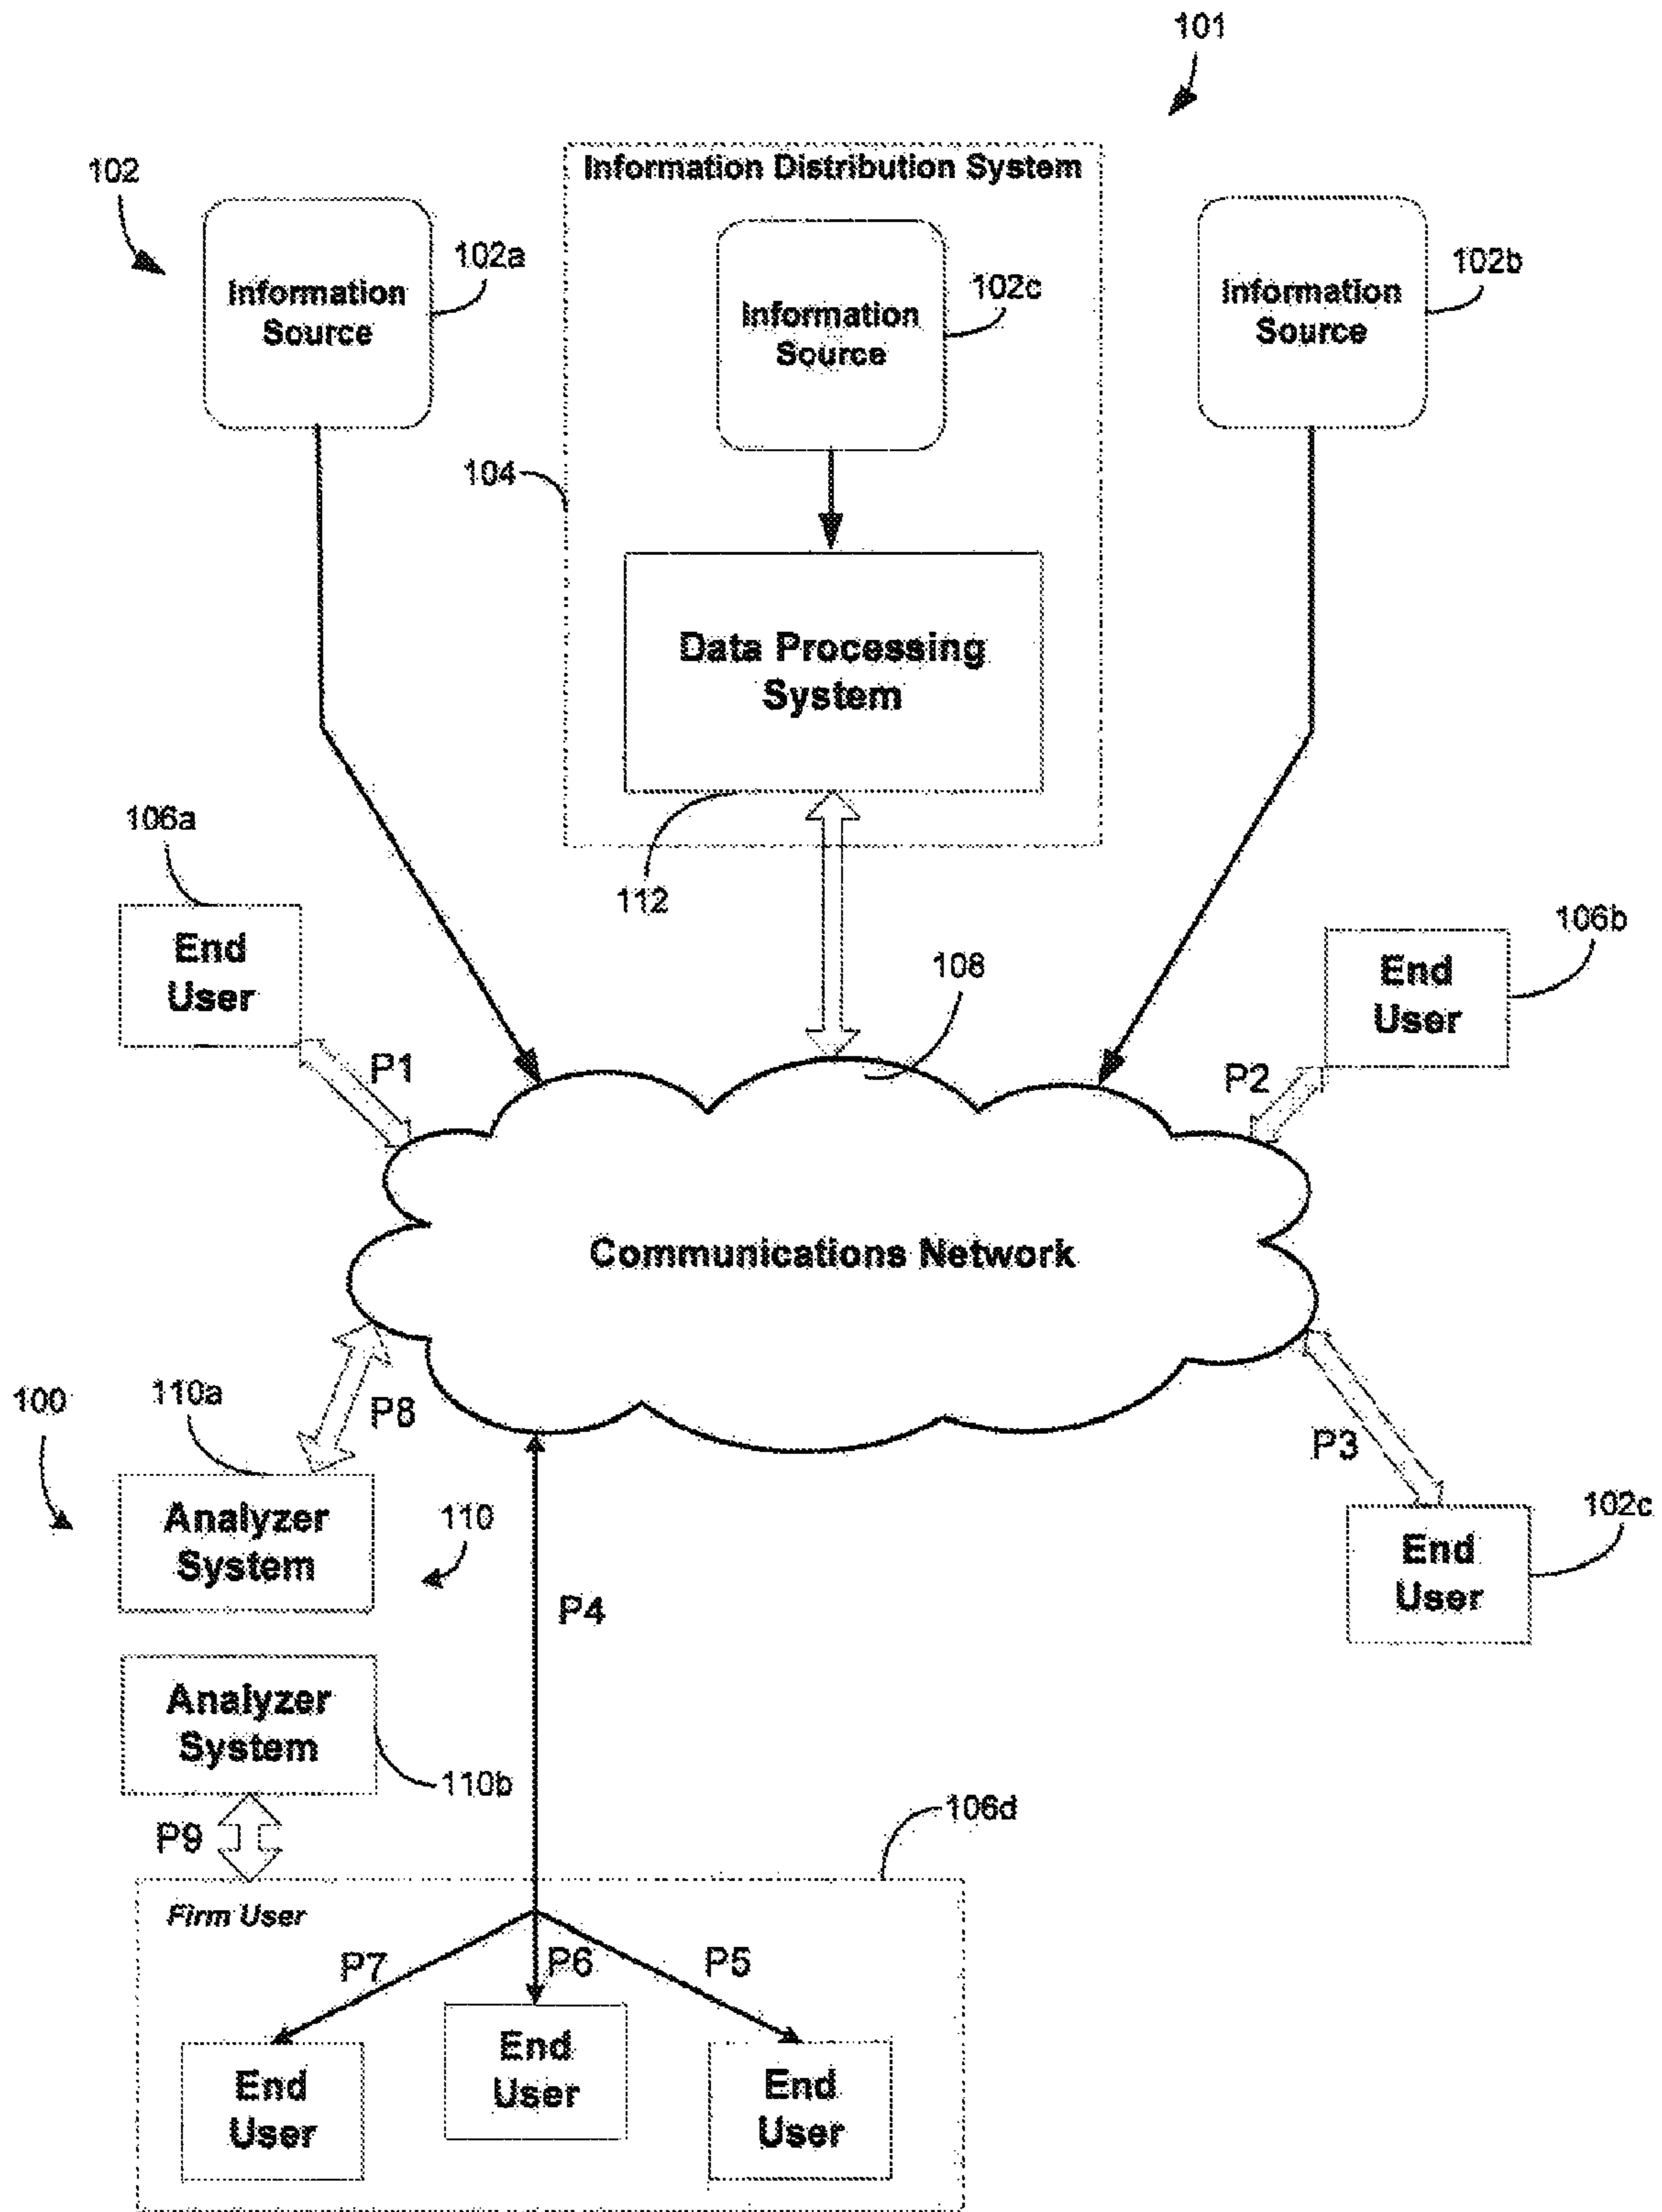 101
102
Information Distribution System
Information
Source
102a
Information
Source
102c
Information
Source
102b
104
Data Processing
System
112
106a
End
User
P1
108
106b
End
User
P2
Communications Network
100
110a
P8
Analyzer
System
110
P3
102c
End
User
P4
Analyzer
System
110b
P9
106d
Firm User
P7
P6
P5
End
User
End
User
End
User